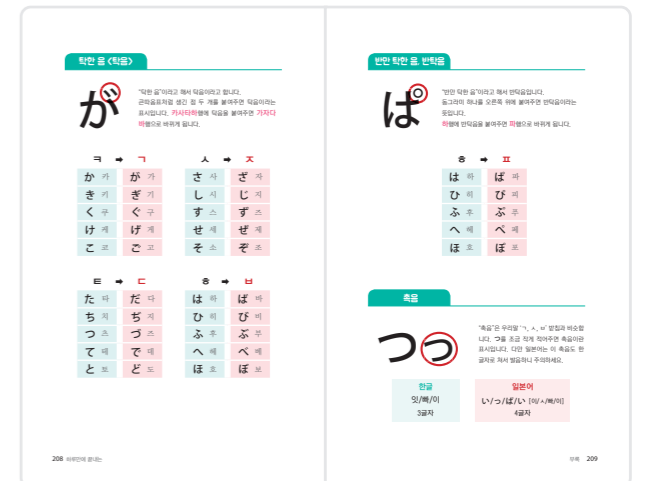 탁한 음 <탁음>
が
"탁한 음"이라고 해서 탁음이라고 합니다.
큰따옴표처럼 생긴 점 두 개를 붙여주면 탁음이라는
표시입니다. 카사타하행에 탁음을 붙여주면 가자다
바행으로 바뀌게 됩니다.
ㅋ ➡ ㄱ
か 카 が 가
き 키 ぎ 기
く 쿠 ぐ 구
け 케 げ 게
こ 코 ご 고
ㅅ ➡ ㅈ
さ 사 ざ 자
し 시 じ 지
す 스 ず 즈
せ 세 ぜ 제
そ 소 ぞ 조
ㅌ ➡ ㄷ
た 타 だ 다
ち 치 ぢ 지
つ 츠 づ 즈
て 테 で 데
と 토 ど 도
ㅎ ➡ ㅂ
は 하 ば 바
ひ 히 び 비
ふ 후 ぶ 부
へ 헤 べ 베
ほ 호 ぼ 보
208 하루만에 끝내는
반만 탁한 음, 반탁음
ぱ
"반만 탁한 음"이라고 해서 반탁음입니다.
동그라미 하나를 오른쪽 위에 붙여주면 반탁음이라는
뜻입니다.
하행에 반탁음을 붙여주면 파행으로 바뀌게 됩니다.
ㅎ ➡ ㅍ
は 하 ぱ 파
ひ 히 ぴ 피
ふ 후 ぷ 푸
へ 헤 ぺ 페
ほ 호 ぽ 포
촉음
つっ
"촉음"은 우리말 'ㄱ, ㅅ, ㅂ' 받침과 비슷합
니다. つ를 조금 작게 적어주면 촉음이란
표시입니다. 다만 일본어는 이 촉음도 한
글자로 쳐서 발음하니 주의하세요.
한글
잇/빠/이
3글자
일본어
い/っ/ぱ/い [이/ㅅ/빠/이]
4글자
부록 209